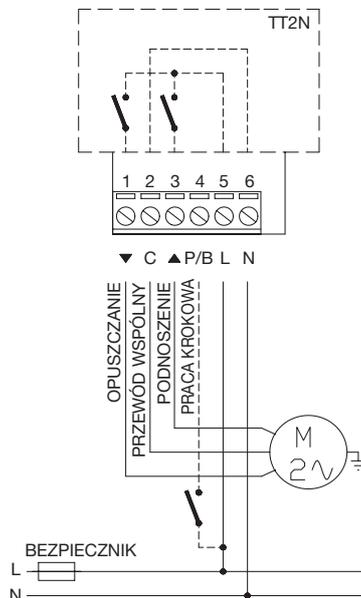 TT2N
1 2 3 4 5 6
▼ C ▲ P/B L N
OPUSZCZANIE
PRZEWÓD WSPÓLNY
PODNOSZENIE
PRACA KROKOWA
M
2∿
BEZPIECZNIK
L
N